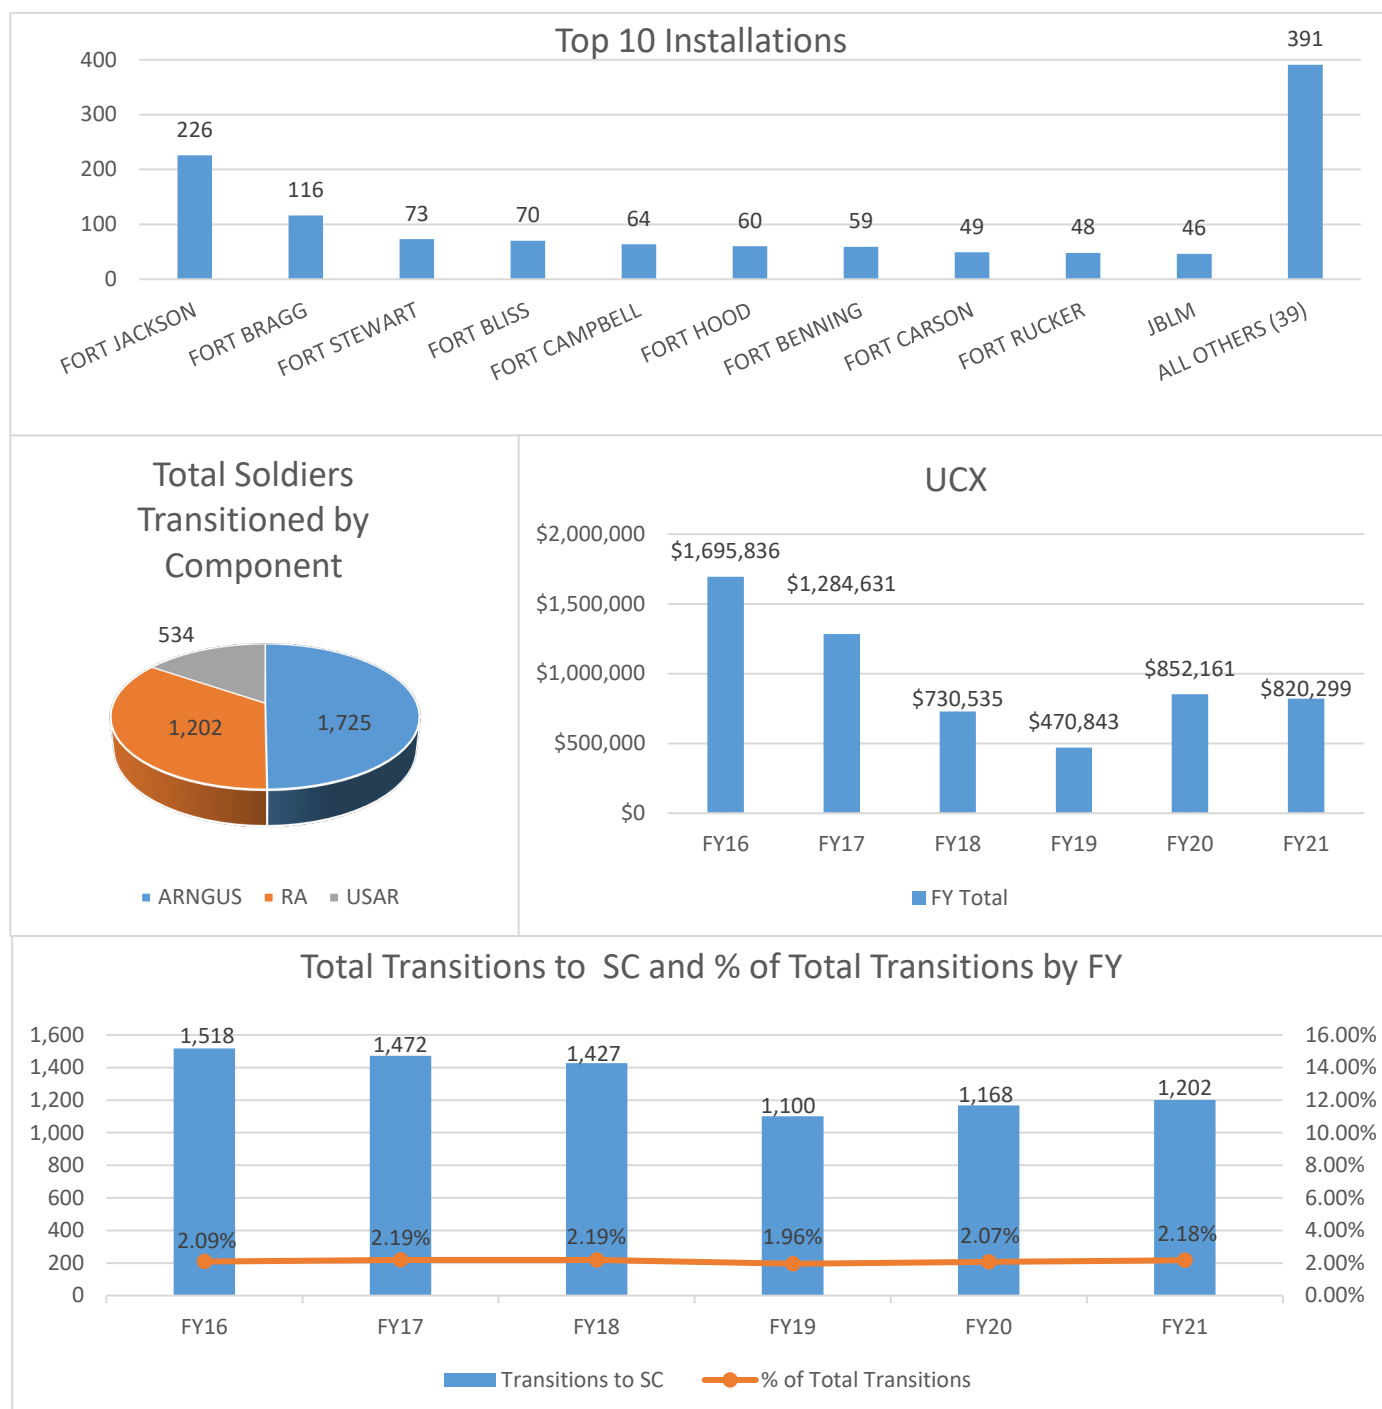 Top 10 Installations
400
300
200
100
0
226
116
73
70
64
60
59
49
48
46
391
FORT JACKSON
FORT BRAGG
FORT STEWART
FORT BLISS
FORT CAMPBELL
FORT HOOD
FORT BENNING
FORT CARSON
FORT RUCKER
JBLM
ALL OTHERS (39)
Total Soldiers
Transitioned by
Component
534
1,202
1,725
ARNGUS RA USAR
UCX
$2,000,000
$1,500,000
$1,000,000
$500,000
$0
$1,695,836
$1,284,631
$730,535
$470,843
$852,161
$820,299
FY16 FY17 FY18 FY19 FY20 FY21
FY Total
Total Transitions to SC and % of Total Transitions by FY
1,600
1,400
1,200
1,000
800
600
400
200
0
1,518
1,472
1,427
1,100
1,168
1,202
2.09%
2.19%
2.19%
1.96%
2.07%
2.18%
16.00%
14.00%
12.00%
10.00%
8.00%
6.00%
4.00%
2.00%
0.00%
FY16 FY17 FY18 FY19 FY20 FY21
Transitions to SC % of Total Transitions